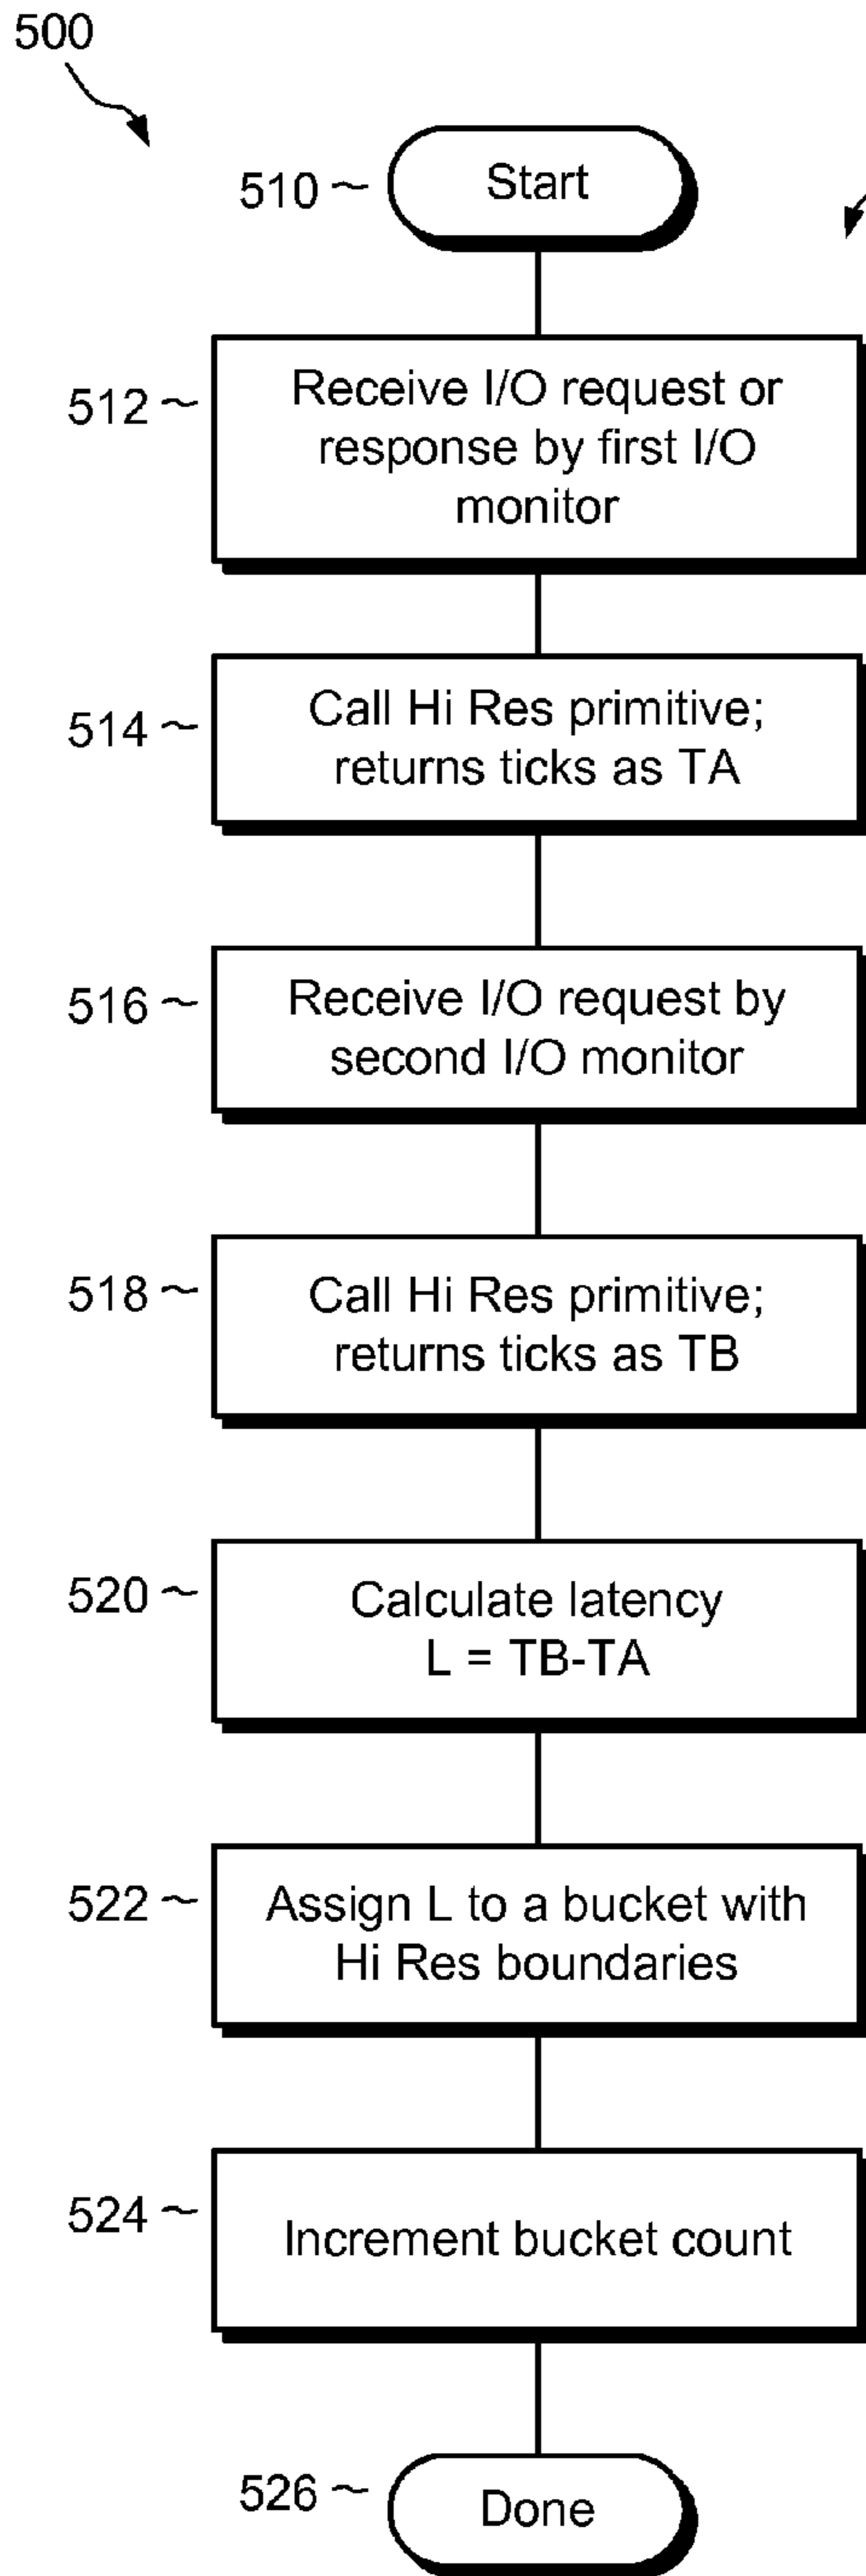 500
510 ~ Start
512 ~ Receive I/O request or
response by first I/O
monitor
514 ~ Call Hi Res primitive;
returns ticks as TA
516 ~ Receive I/O request by
second I/O monitor
518 ~ Call Hi Res primitive;
returns ticks as TB
520 ~ Calculate latency
L = TB-TA
522 ~ Assign L to a bucket with
Hi Res boundaries
524 ~ Increment bucket count
526 ~ Done